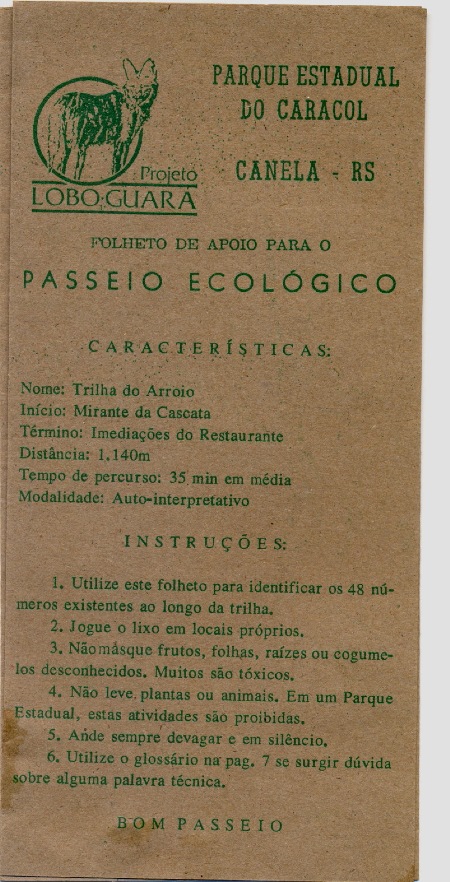 PARQUE ESTADUAL
DO CARACOL
CANELA - RS
Projeto
LOBO-GUARÁ
FOLHETO DE APOIO PARA O
PASSEIO ECOLÓGICO
CARACTERÍSTICAS:
Nome: Trilha do Arroio
Início: Mirante da Cascata
Término: Imediações do Restaurante
Distância: 1,140m
Tempo de percurso: 35 min em média
Modalidade: Auto-interpretativo
INSTRUÇÕES:
1. Utilize este folheto para identificar os 48 nú-
meros existentes ao longo da trilha.
2. Jogue o lixo em locais próprios.
3. Nãomásque frutos, folhas, raízes ou cogume-
los desconhecidos. Muitos são tóxicos.
4. Não leve plantas ou animais. Em um Parque
Estadual, estas atividades são proibidas.
5. Ande sempre devagar e em silêncio.
6. Utilize o glossário na pag. 7 se surgir dúvida
sobre alguma palavra técnica.
BOM PASSEIO